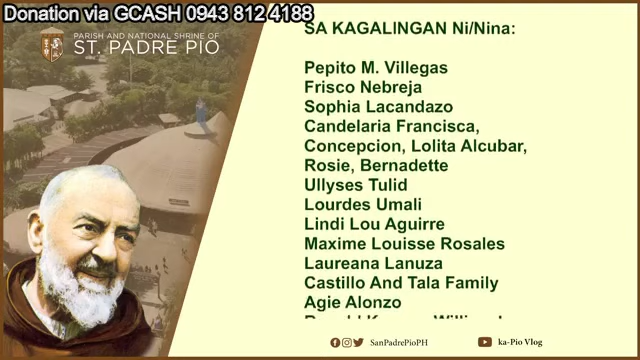 Donation via GCASH 0943 812 4188
PARISH AND NATIONAL SHRINE OF
ST. PADRE PIO
SA KAGALINGAN Ni/Nina:
Pepito M. Villegas
Frisco Nebreja
Sophia Lacandazo
Candelaria Francisca,
Concepcion, Lolita Alcubar,
Rosie, Bernadette
Ullyses Tulid
Lourdes Umali
Lindi Lou Aguirre
Maxime Louisse Rosales
Laureana Lanuza
Castillo And Tala Family
Agie Alonzo
SanPadrePioPH
ka-Pio Vlog